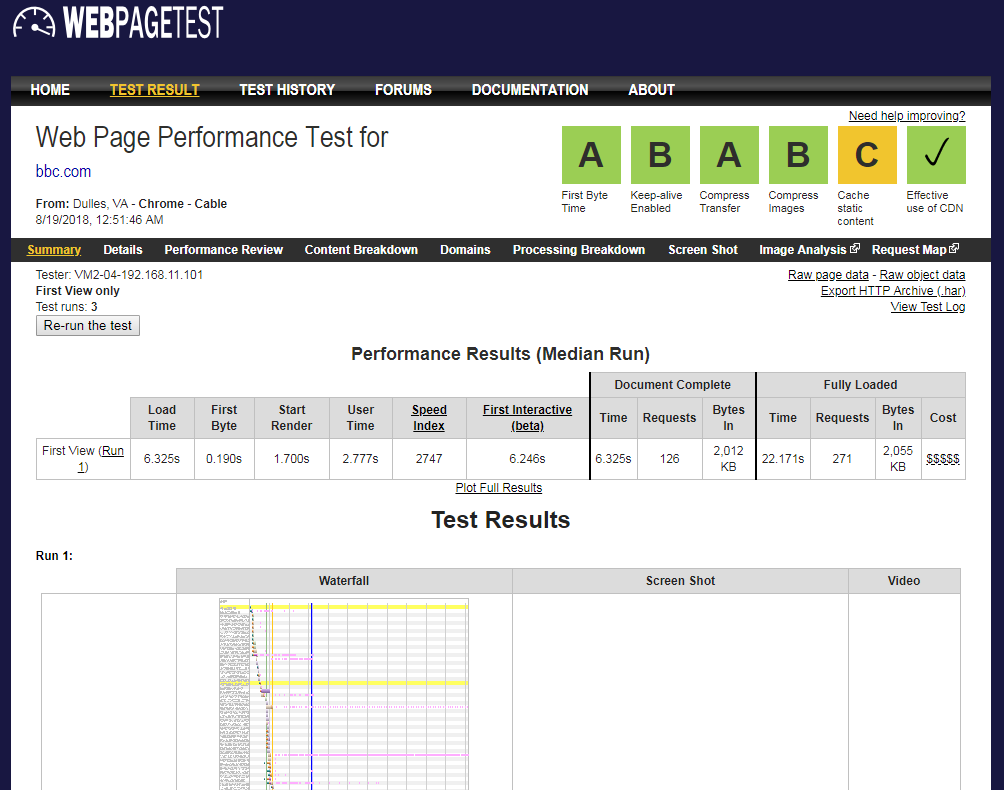 WEBPAGETEST
HOME TEST RESULT TEST HISTORY FORUMS DOCUMENTATION ABOUT
Need help improving?
Web Page Performance Test for
bbc.com
From: Dulles, VA - Chrome - Cable
8/19/2018, 12:51:46 AM
A B A B C ✓
First Byte Time
Keep-alive Enabled
Compress Transfer
Compress Images
Cache static content
Effective use of CDN
Summary Details Performance Review Content Breakdown Domains Processing Breakdown Screen Shot Image Analysis Request Map
Tester: VM2-04-192.168.11.101
First View only
Test runs: 3
Re-run the test
Raw page data - Raw object data
Export HTTP Archive (.har)
View Test Log
Performance Results (Median Run)
Document Complete Fully Loaded
Load Time First Byte Start Render User Time Speed Index First Interactive (beta) Time Requests Bytes In Time Requests Bytes In Cost
First View (Run 1) 6.325s 0.190s 1.700s 2.777s 2747 6.246s 6.325s 126 2,012 KB 22.171s 271 2,055 KB $$$$$
Plot Full Results
Test Results
Run 1:
Waterfall Screen Shot Video